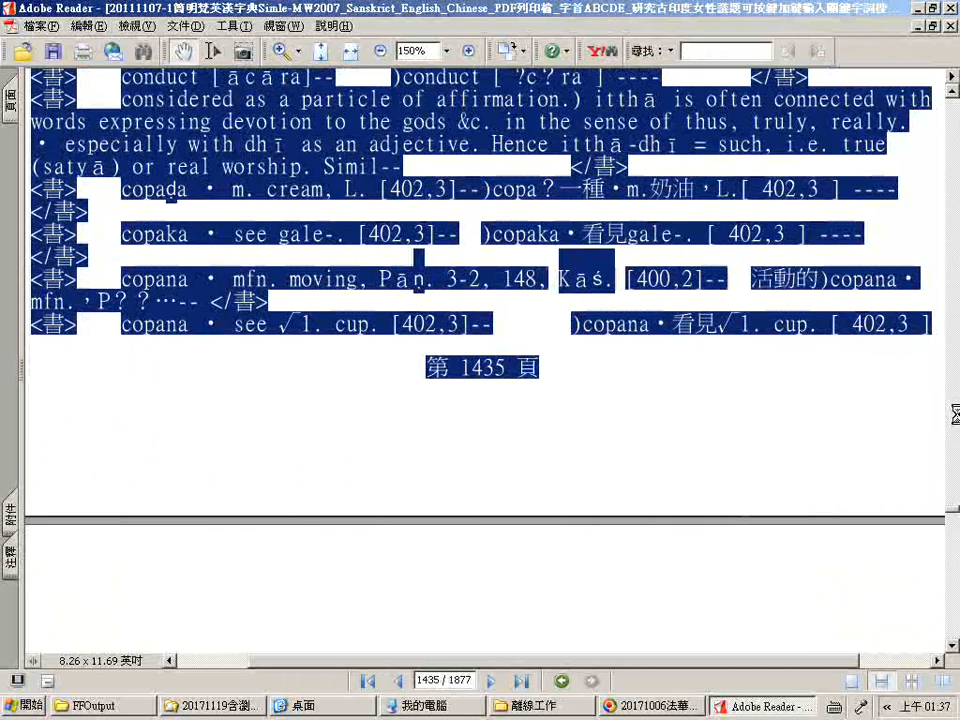 Adobe Reader - [20111107-1簡明梵英漢字典Simle-MW2007_Sanskrict_English_Chinese_PDF列印檔_字首ABCDE_研究古印度女性議題可按鍵加鍵輸入關鍵字詞搜
檔案(F) 編輯(E) 檢視(V) 文件(D) 工具(T) 視窗(W) 說明(H)
150% 尋找：
頁面
<書> conduct [ācāra]-- )conduct [ ?c?ra ] ---- </書>
<書> considered as a particle of affirmation.) itthā is often connected with
words expressing devotion to the gods &c. in the sense of thus, truly, really.
· especially with dhī as an adjective. Hence itthā-dhī = such, i.e. true
(satyā) or real worship. Simil-- </書>
<書> copaḍa · m. cream, L. [402,3]--)copa？一種·m.奶油，L.[ 402,3 ] ----
</書>
<書> copaka · see gale-. [402,3]-- )copaka·看見gale-. [ 402,3 ] ----
</書>
<書> copana · mfn. moving, Pāṇ. 3-2, 148, Kāś. [400,2]-- 活動的)copana·
mfn.，P？？…-- </書>
<書> copana · see √1. cup. [402,3]-- )copana·看見√1. cup. [ 402,3 ]
第 1435 頁
附件
注釋
8.26 x 11.69 英吋
1435 / 1877
開始 FFOutput 20171119含瀏... 桌面 我的電腦 離線工作 20171006法華... Adobe Reader - [... 上午 01:37